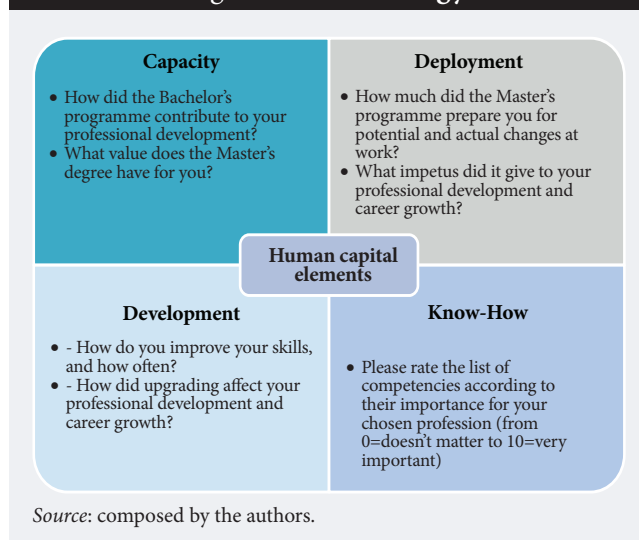 Capacity
• How did the Bachelor's
programme contribute to your
professional development?
• What value does the Master's
degree have for you?
Deployment
• How much did the Master's
programme prepare you for
potential and actual changes at
work?
• What impetus did it give to your
professional development and
career growth?
Human capital
elements
Development
• - How do you improve your skills,
and how often?
• - How did upgrading affect your
professional development and
career growth?
Know-How
• Please rate the list of
competencies according to
their importance for your
chosen profession (from
0=doesn't matter to 10=very
important)
Source: composed by the authors.